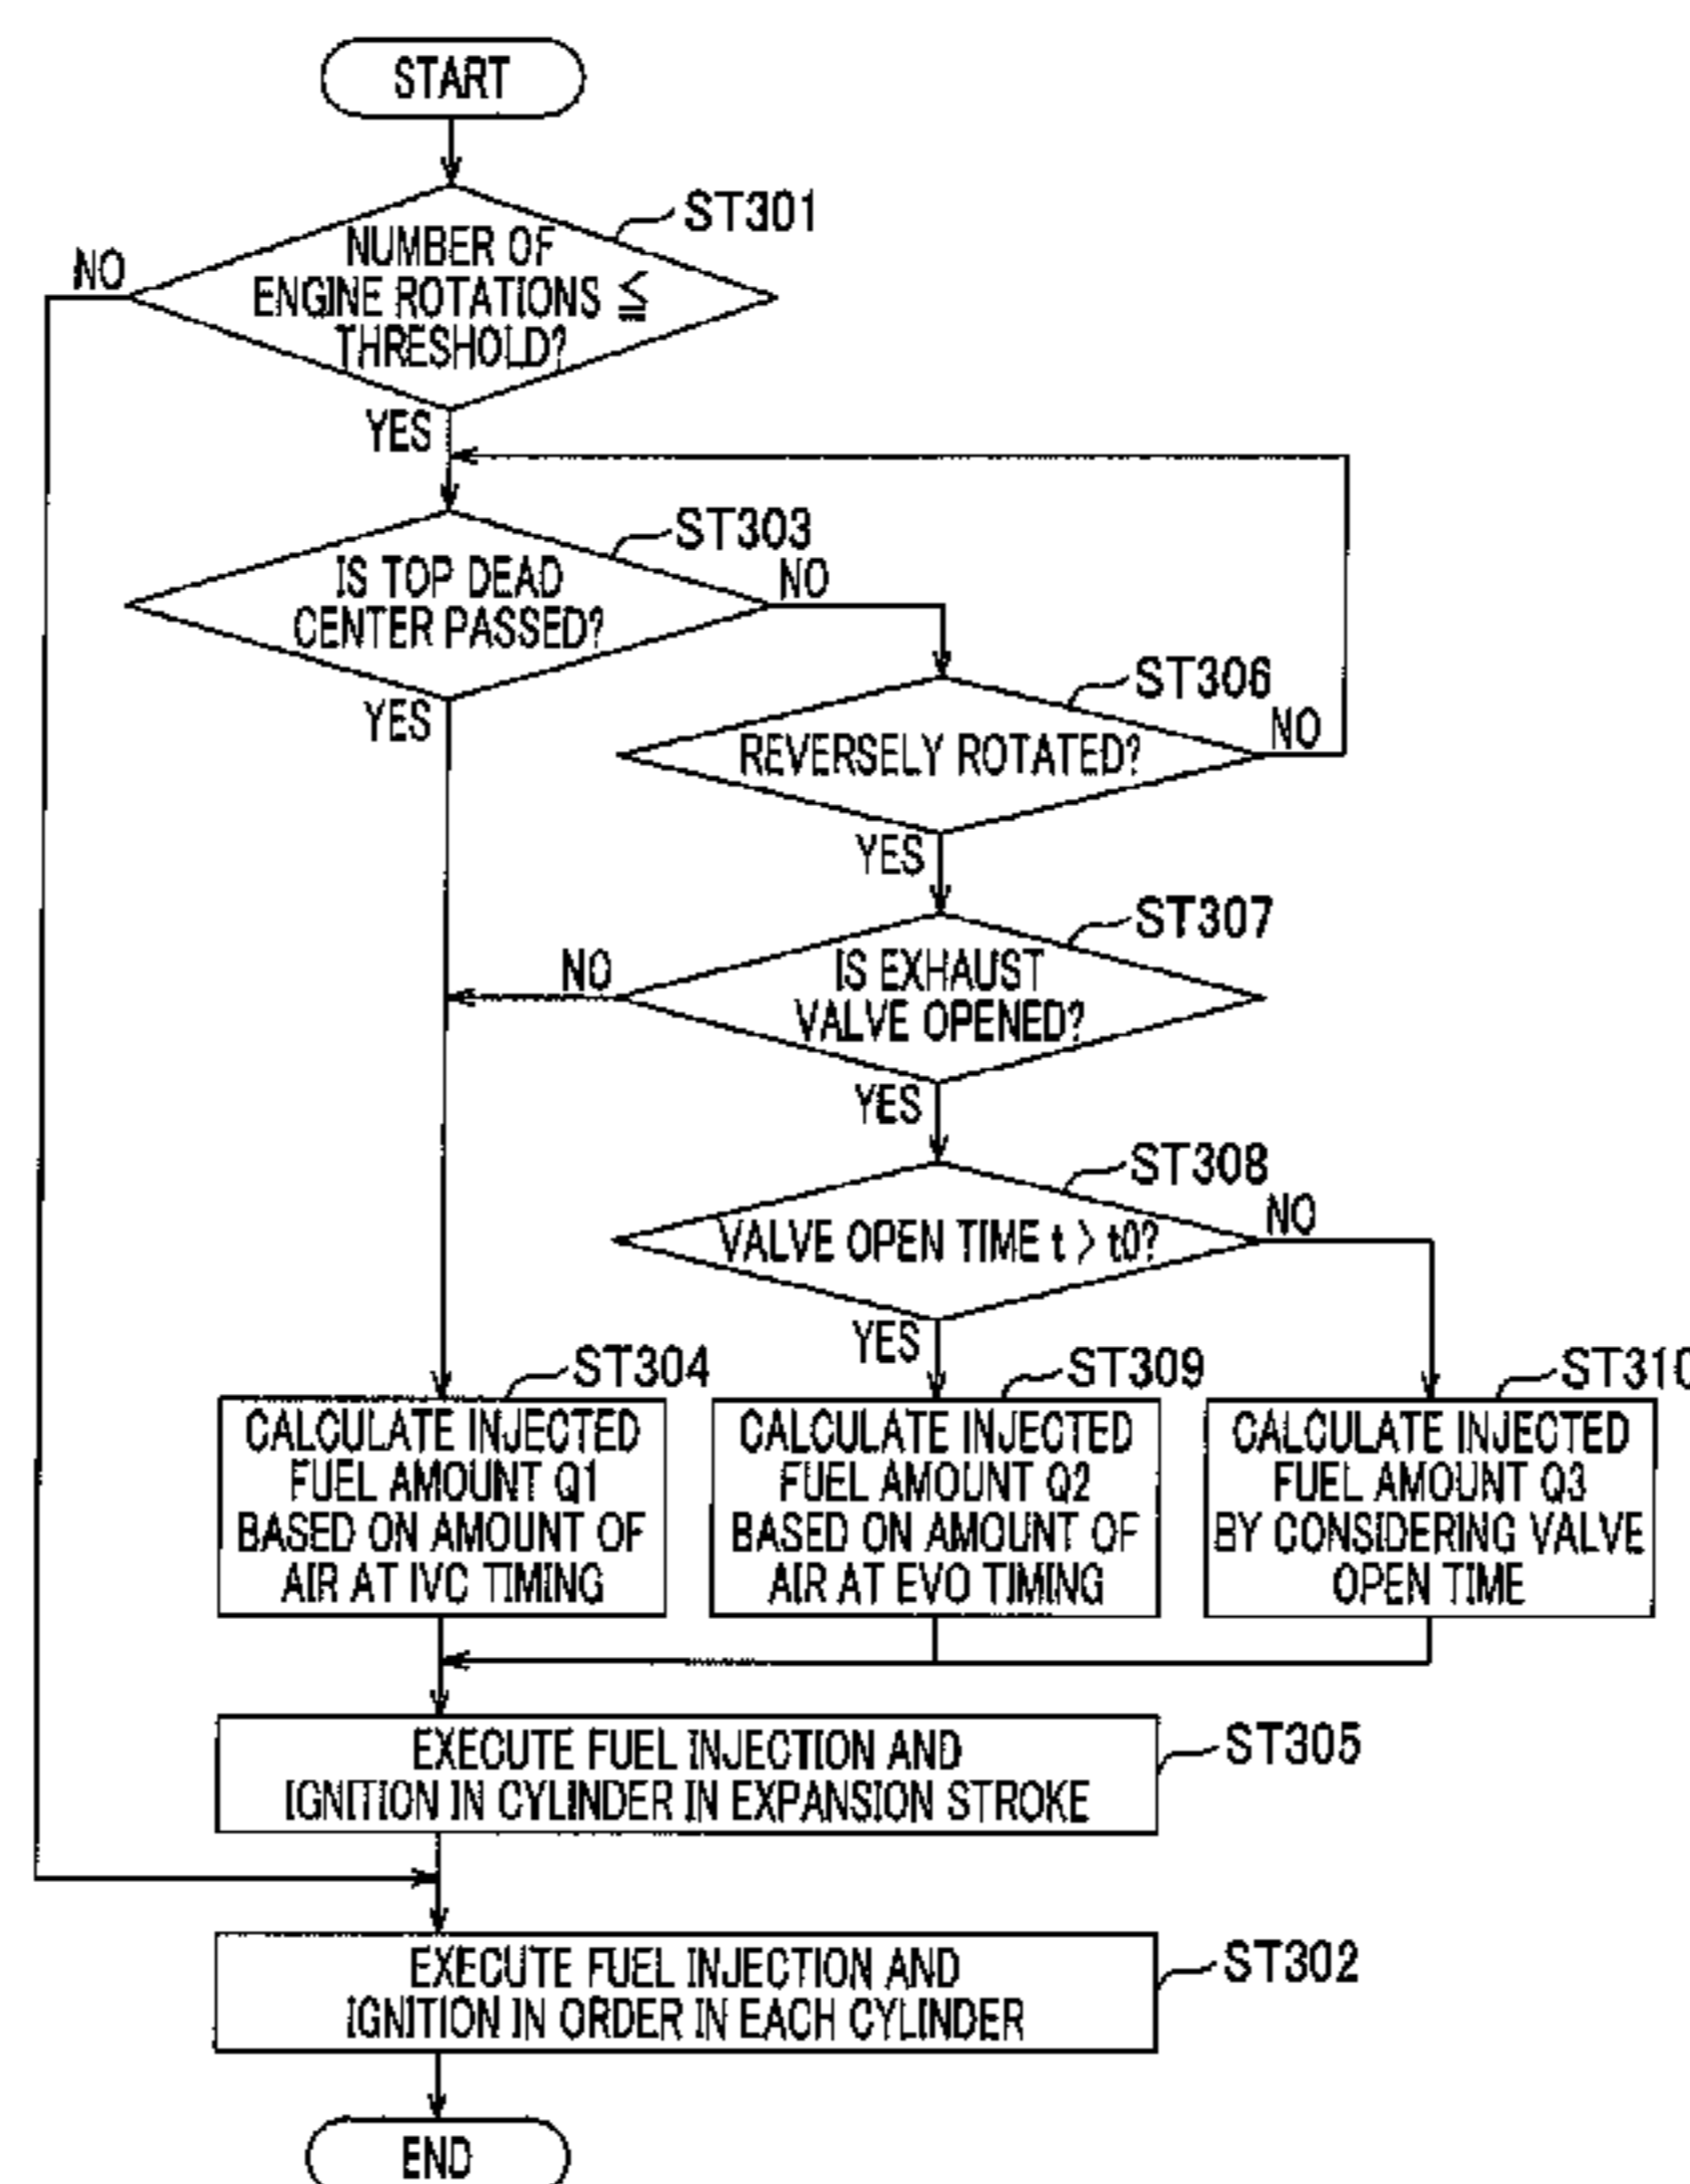 START
ST301
NUMBER OF
ENGINE ROTATIONS ≦
THRESHOLD?
NO
YES
ST303
IS TOP DEAD
CENTER PASSED?
NO
YES
ST306
REVERSELY ROTATED?
NO
YES
ST307
IS EXHAUST
VALVE OPENED?
NO
YES
ST308
VALVE OPEN TIME t > t0?
NO
YES
ST304
CALCULATE INJECTED
FUEL AMOUNT Q1
BASED ON AMOUNT OF
AIR AT IVC TIMING
ST309
CALCULATE INJECTED
FUEL AMOUNT Q2
BASED ON AMOUNT OF
AIR AT EVO TIMING
ST310
CALCULATE INJECTED
FUEL AMOUNT Q3
BY CONSIDERING VALVE
OPEN TIME
EXECUTE FUEL INJECTION AND
IGNITION IN CYLINDER IN EXPANSION STROKE
ST305
EXECUTE FUEL INJECTION AND
IGNITION IN ORDER IN EACH CYLINDER
ST302
END